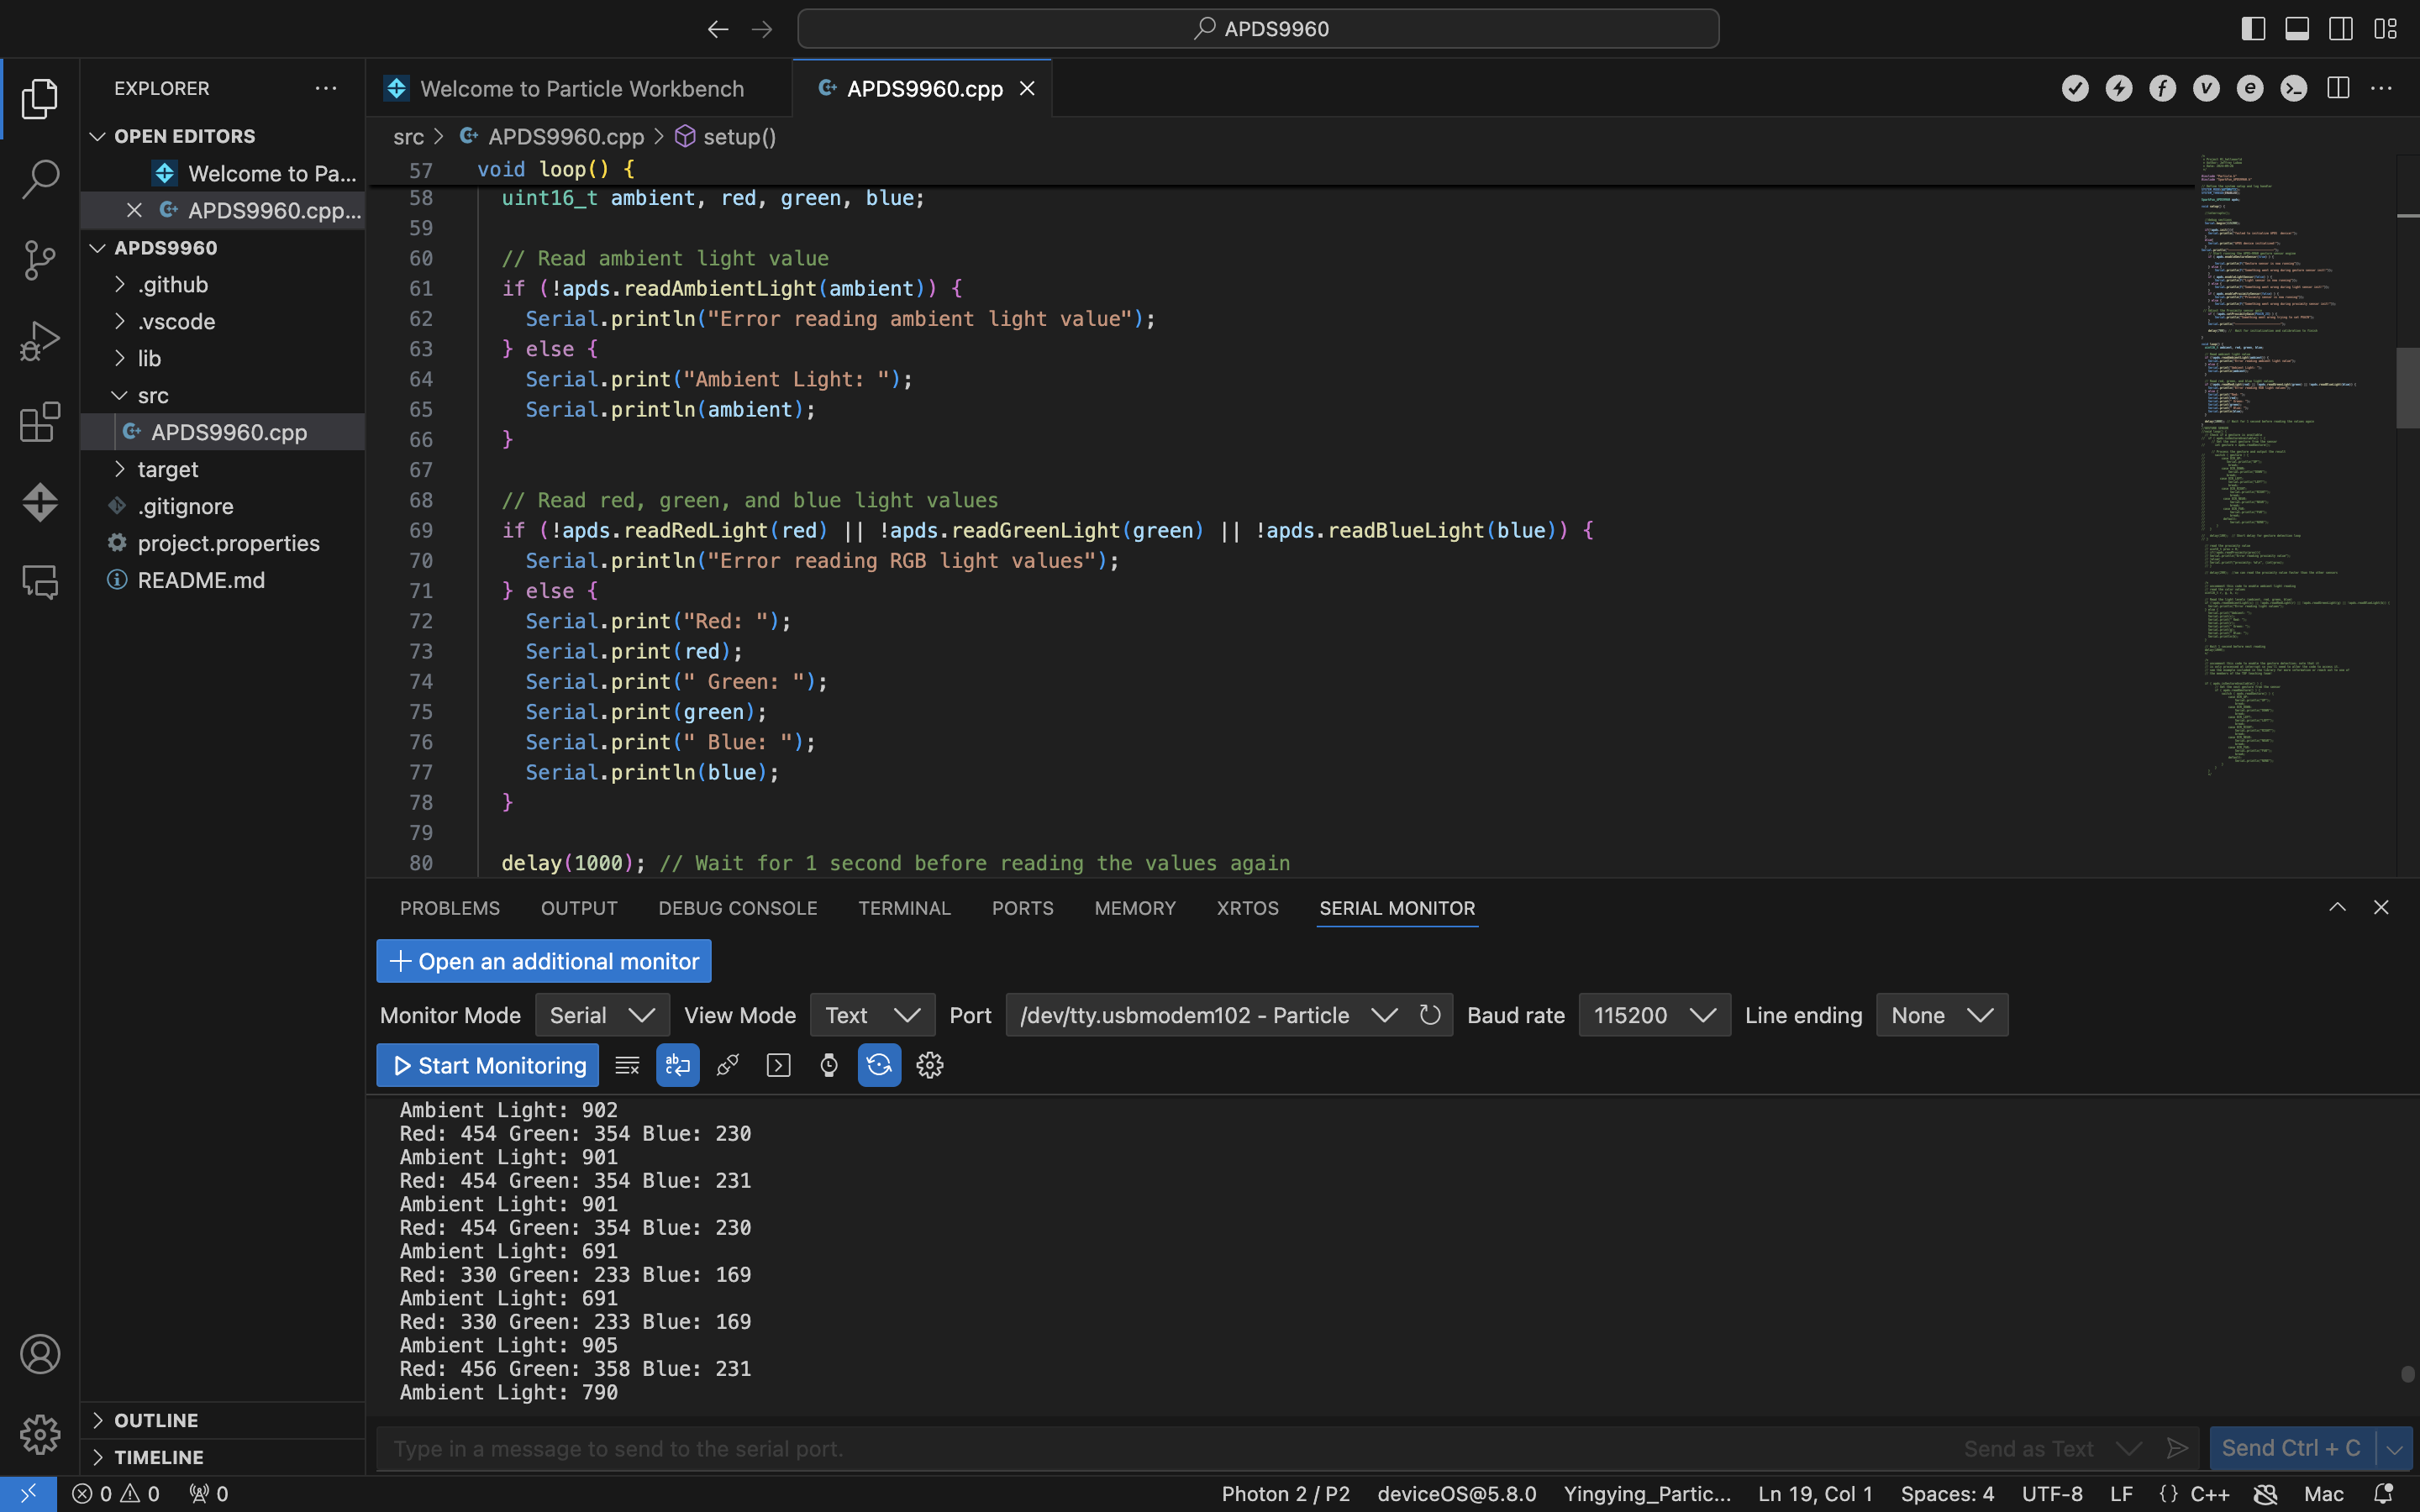 APDS9960
EXPLORER
OPEN EDITORS
Welcome to Pa...
APDS9960.cpp...
APDS9960
.github
.vscode
lib
src
APDS9960.cpp
target
.gitignore
project.properties
README.md
OUTLINE
TIMELINE
Welcome to Particle Workbench
APDS9960.cpp
src > APDS9960.cpp > setup()
57 void loop() {
58 uint16_t ambient, red, green, blue;
59
60 // Read ambient light value
61 if (!apds.readAmbientLight(ambient)) {
62 Serial.println("Error reading ambient light value");
63 } else {
64 Serial.print("Ambient Light: ");
65 Serial.println(ambient);
66 }
67
68 // Read red, green, and blue light values
69 if (!apds.readRedLight(red) || !apds.readGreenLight(green) || !apds.readBlueLight(blue)) {
70 Serial.println("Error reading RGB light values");
71 } else {
72 Serial.print("Red: ");
73 Serial.print(red);
74 Serial.print(" Green: ");
75 Serial.print(green);
76 Serial.print(" Blue: ");
77 Serial.println(blue);
78 }
79
80 delay(1000); // Wait for 1 second before reading the values again
PROBLEMS OUTPUT DEBUG CONSOLE TERMINAL PORTS MEMORY XRTOS SERIAL MONITOR
Open an additional monitor
Monitor Mode Serial View Mode Text Port /dev/tty.usbmodem102 - Particle Baud rate 115200 Line ending None
Start Monitoring
Ambient Light: 902
Red: 454 Green: 354 Blue: 230
Ambient Light: 901
Red: 454 Green: 354 Blue: 231
Ambient Light: 901
Red: 454 Green: 354 Blue: 230
Ambient Light: 691
Red: 330 Green: 233 Blue: 169
Ambient Light: 691
Red: 330 Green: 233 Blue: 169
Ambient Light: 905
Red: 456 Green: 358 Blue: 231
Ambient Light: 790
Type in a message to send to the serial port. Send as Text Send Ctrl + C
0 0 0 Photon 2 / P2 deviceOS@5.8.0 Yingying_Partic... Ln 19, Col 1 Spaces: 4 UTF-8 LF {} C++ Mac